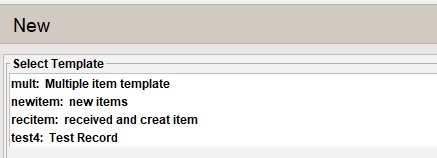 New
Select Template
mult: Multiple item template
newitem: new items
recitem: received and creat item
test4: Test Record